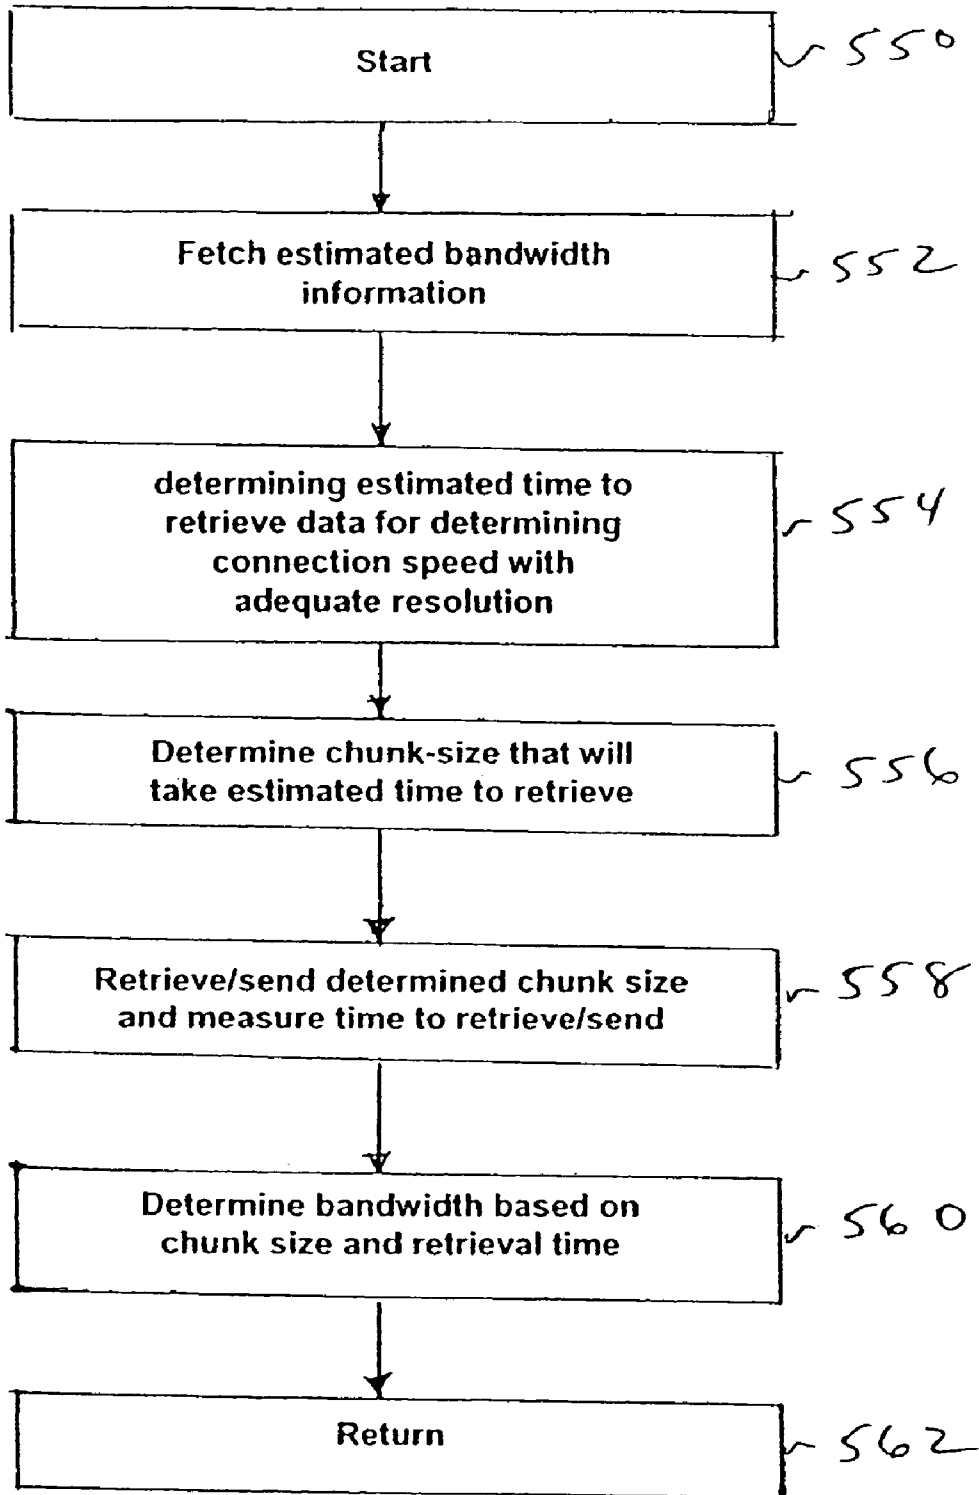 Start
550
Fetch estimated bandwidth
information
552
determining estimated time to
retrieve data for determining
connection speed with
adequate resolution
554
Determine chunk-size that will
take estimated time to retrieve
556
Retrieve/send determined chunk size
and measure time to retrieve/send
558
Determine bandwidth based on
chunk size and retrieval time
560
Return
562